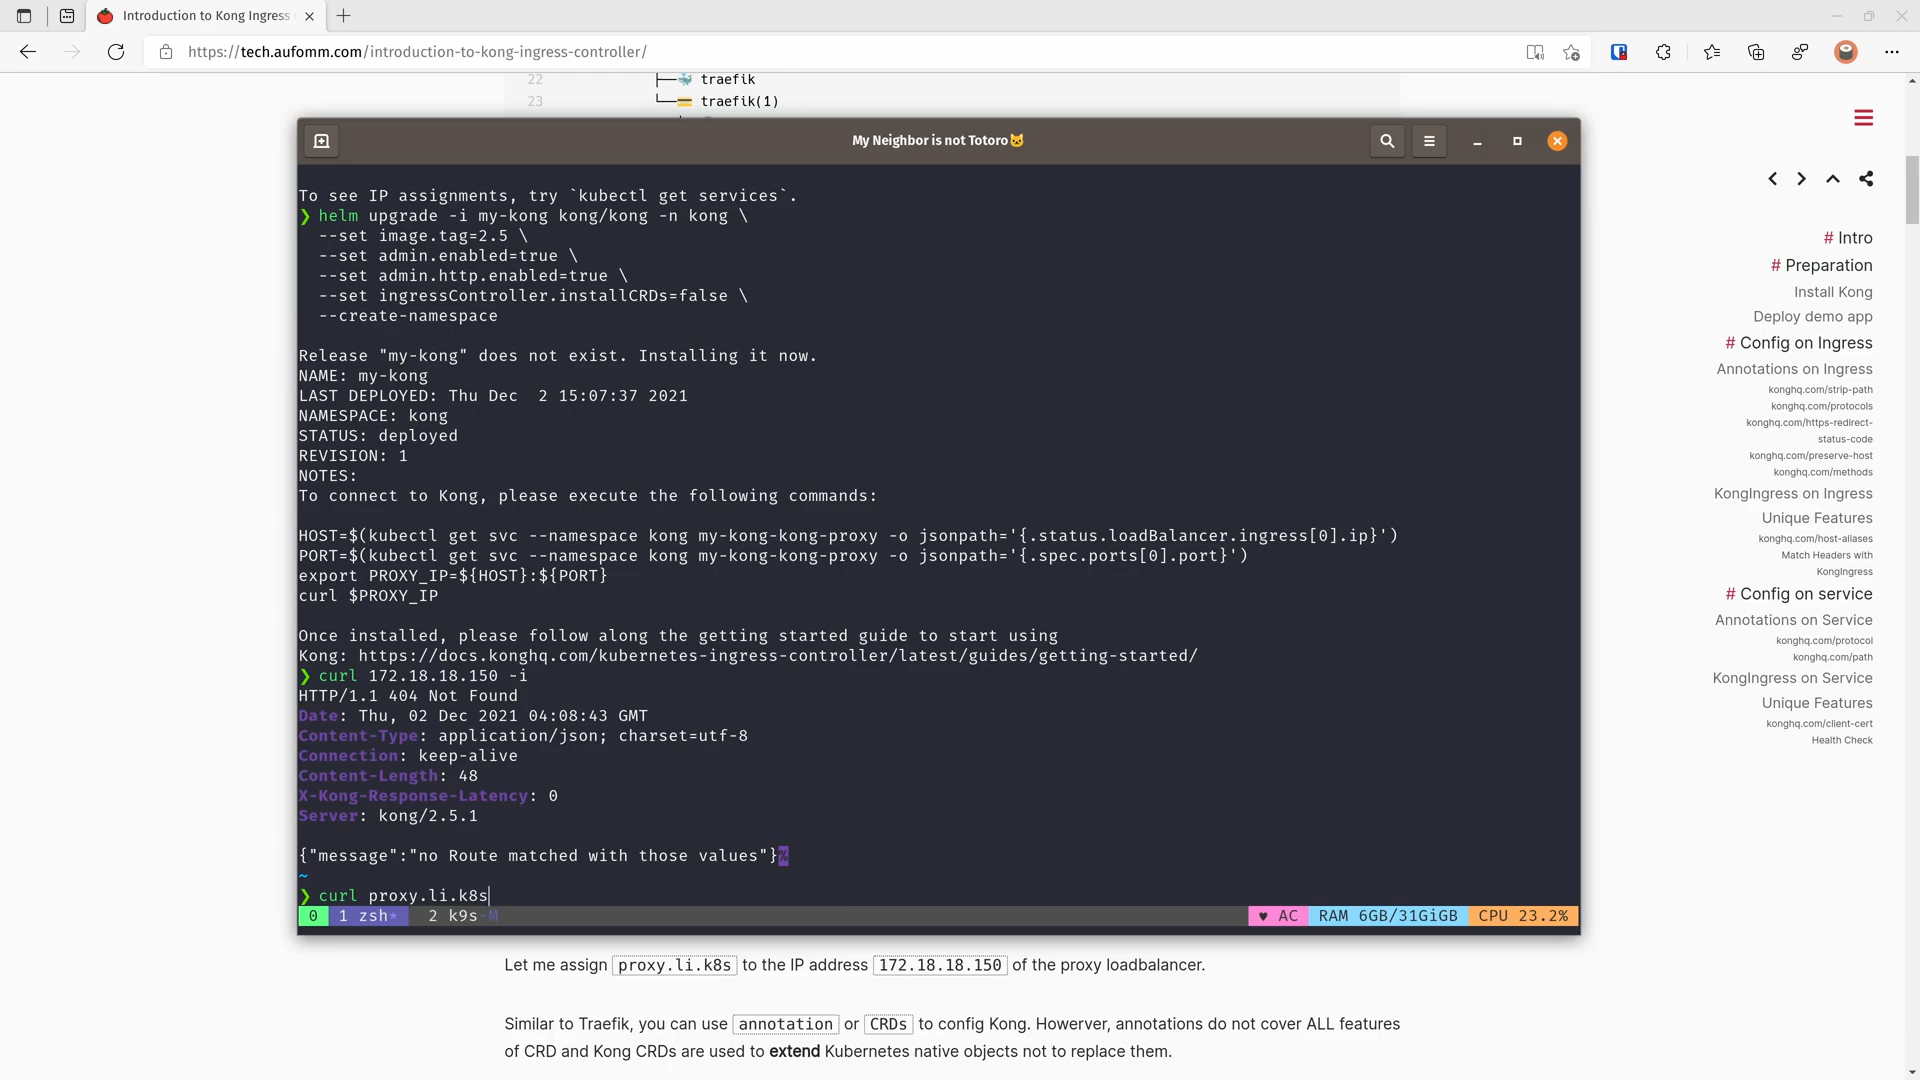 Introduction to Kong Ingress
https://tech.aufomm.com/introduction-to-kong-ingress-controller/
22 ├──🐳 traefik
23 └──💳 traefik(1)
My Neighbor is not Totoro🐱
To see IP assignments, try `kubectl get services`.
❯ helm upgrade -i my-kong kong/kong -n kong \
--set image.tag=2.5 \
--set admin.enabled=true \
--set admin.http.enabled=true \
--set ingressController.installCRDs=false \
--create-namespace
Release "my-kong" does not exist. Installing it now.
NAME: my-kong
LAST DEPLOYED: Thu Dec  2 15:07:37 2021
NAMESPACE: kong
STATUS: deployed
REVISION: 1
NOTES:
To connect to Kong, please execute the following commands:
HOST=$(kubectl get svc --namespace kong my-kong-kong-proxy -o jsonpath='{.status.loadBalancer.ingress[0].ip}')
PORT=$(kubectl get svc --namespace kong my-kong-kong-proxy -o jsonpath='{.spec.ports[0].port}')
export PROXY_IP=${HOST}:${PORT}
curl $PROXY_IP
Once installed, please follow along the getting started guide to start using
Kong: https://docs.konghq.com/kubernetes-ingress-controller/latest/guides/getting-started/
❯ curl 172.18.18.150 -i
HTTP/1.1 404 Not Found
Date: Thu, 02 Dec 2021 04:08:43 GMT
Content-Type: application/json; charset=utf-8
Connection: keep-alive
Content-Length: 48
X-Kong-Response-Latency: 0
Server: kong/2.5.1
{"message":"no Route matched with those values"}%
~
❯ curl proxy.li.k8s
0 1 zsh* 2 k9s-M ♥ AC RAM 6GB/31GiGB CPU 23.2%
Let me assign proxy.li.k8s to the IP address 172.18.18.150 of the proxy loadbalancer.
Similar to Traefik, you can use annotation or CRDs to config Kong. Howerver, annotations do not cover ALL features
of CRD and Kong CRDs are used to extend Kubernetes native objects not to replace them.
# Intro
# Preparation
Install Kong
Deploy demo app
# Config on Ingress
Annotations on Ingress
konghq.com/strip-path
konghq.com/protocols
konghq.com/https-redirect-
status-code
konghq.com/preserve-host
konghq.com/methods
KongIngress on Ingress
Unique Features
konghq.com/host-aliases
Match Headers with
KongIngress
# Config on service
Annotations on Service
konghq.com/protocol
konghq.com/path
KongIngress on Service
Unique Features
konghq.com/client-cert
Health Check